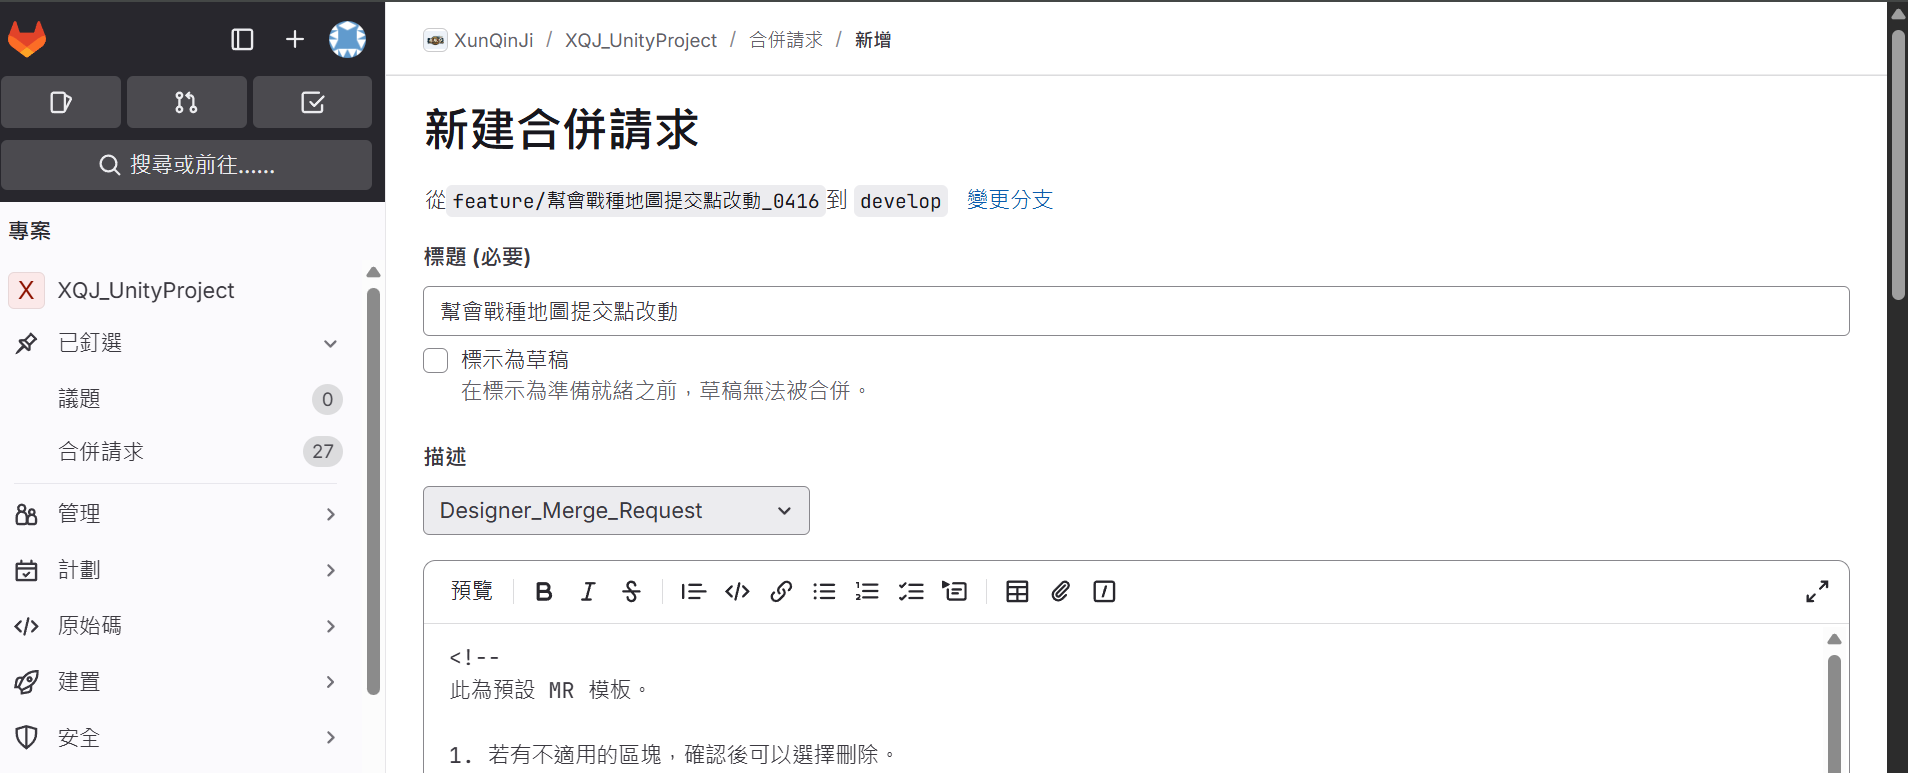 搜尋或前往......
專案
X XQJ_UnityProject
已釘選
議題 0
合併請求 27
管理
計劃
原始碼
建置
安全
XunQinJi / XQJ_UnityProject / 合併請求 / 新增
新建合併請求
從 feature/幫會戰種地圖提交點改動_0416 到 develop 變更分支
標題 (必要)
幫會戰種地圖提交點改動
標示為草稿
在標示為準備就緒之前，草稿無法被合併。
描述
Designer_Merge_Request
預覽
<!--
此為預設 MR 模板。
1. 若有不適用的區塊，確認後可以選擇刪除。